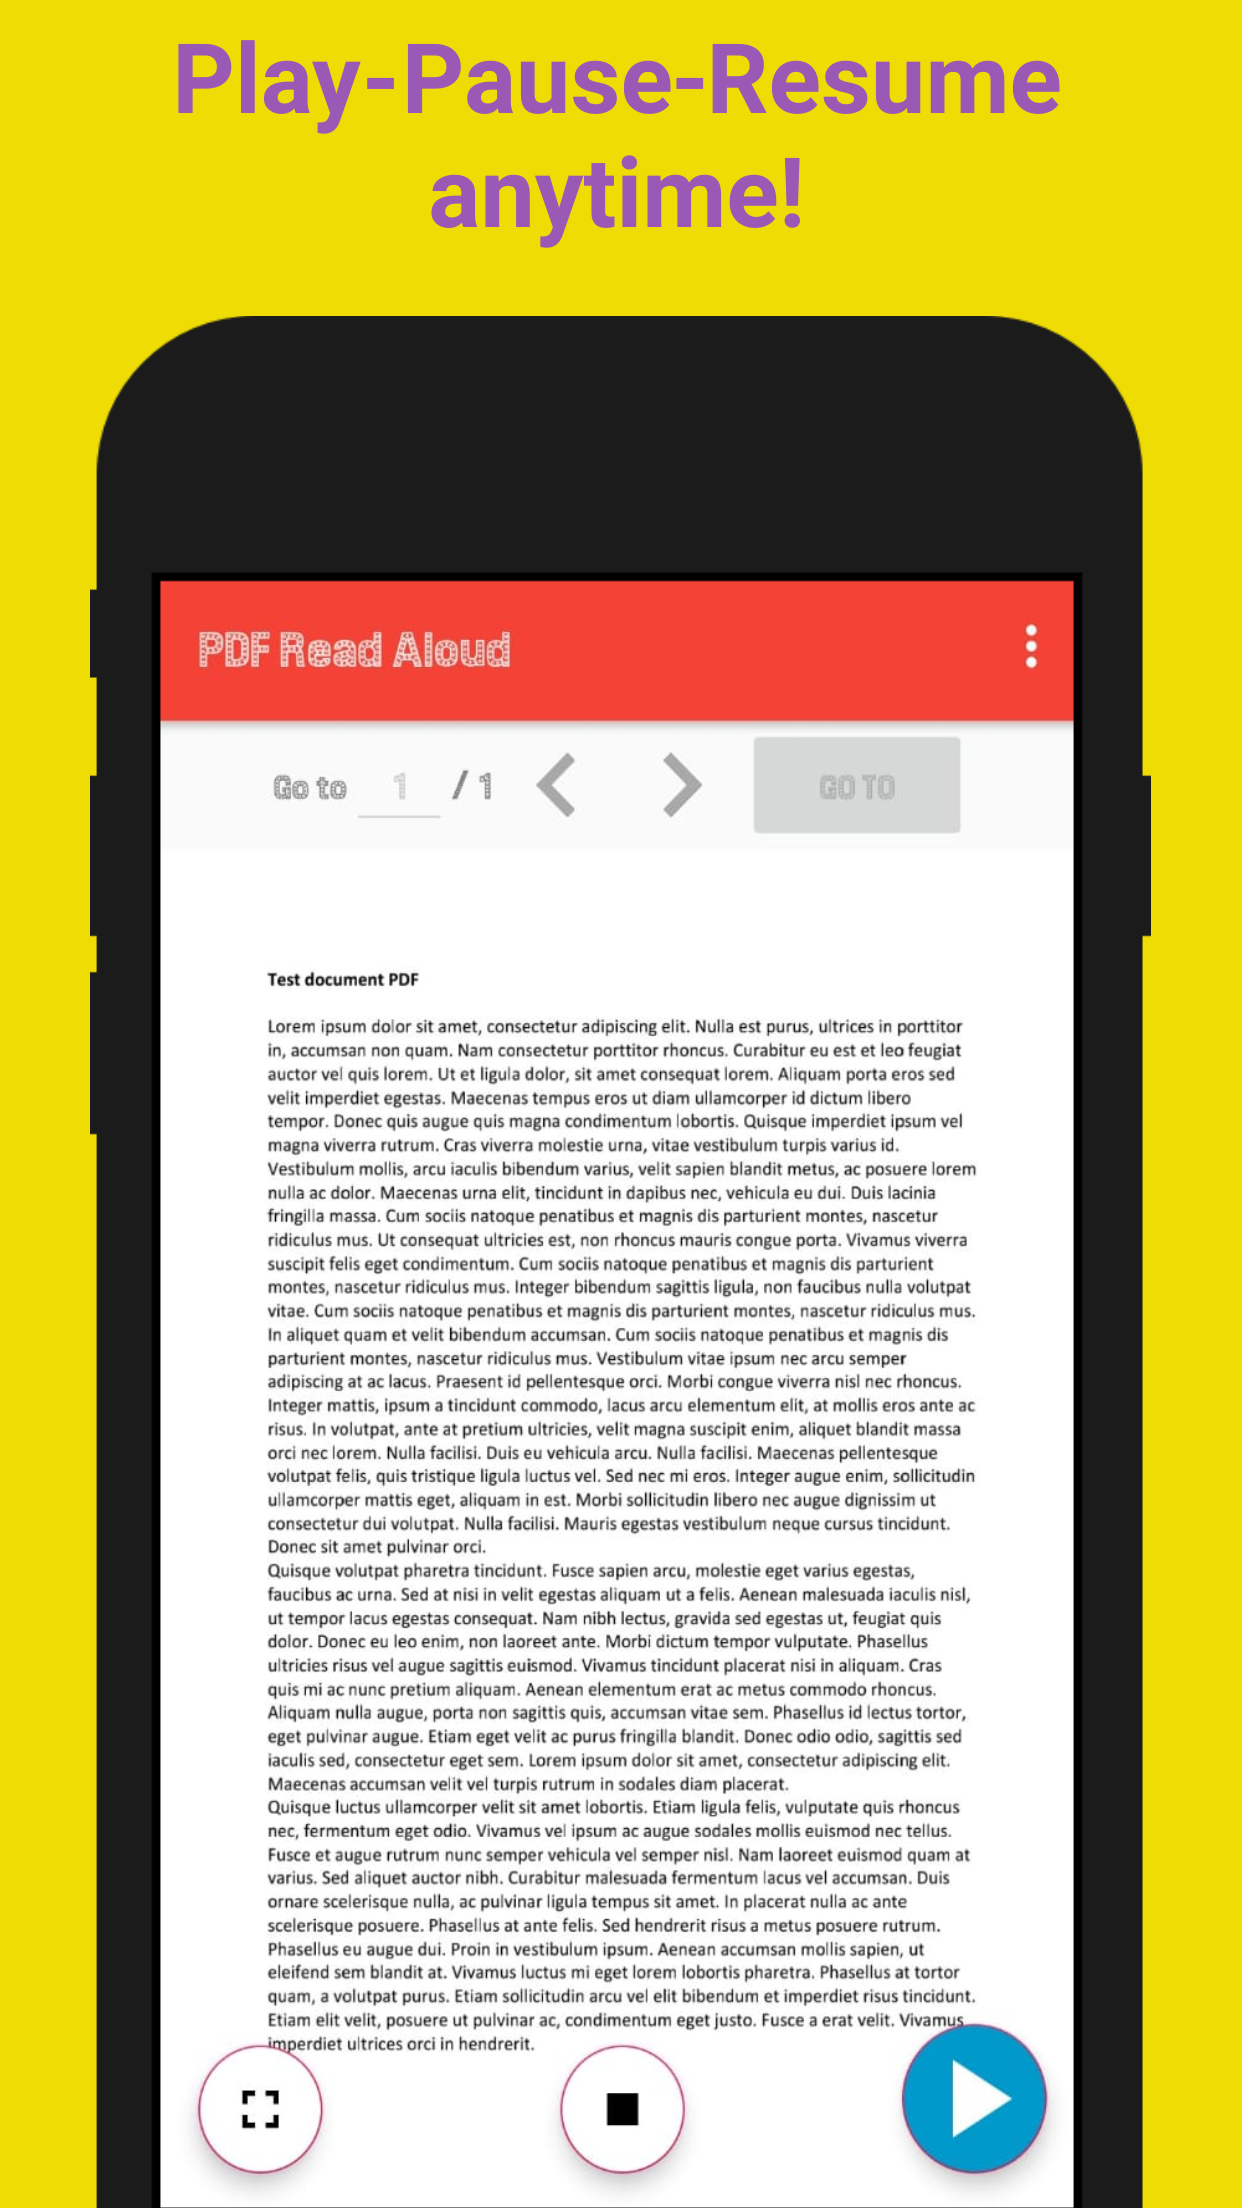 Play-Pause-Resume
anytime!
PDF Read Aloud
Go to 1 / 1 GO TO
Test document PDF
Lorem ipsum dolor sit amet, consectetur adipiscing elit. Nulla est purus, ultrices in porttitor
in, accumsan non quam. Nam consectetur porttitor rhoncus. Curabitur eu est et leo feugiat
auctor vel quis lorem. Ut et ligula dolor, sit amet consequat lorem. Aliquam porta eros sed
velit imperdiet egestas. Maecenas tempus eros ut diam ullamcorper id dictum libero
tempor. Donec quis augue quis magna condimentum lobortis. Quisque imperdiet ipsum vel
magna viverra rutrum. Cras viverra molestie urna, vitae vestibulum turpis varius id.
Vestibulum mollis, arcu iaculis bibendum varius, velit sapien blandit metus, ac posuere lorem
nulla ac dolor. Maecenas urna elit, tincidunt in dapibus nec, vehicula eu dui. Duis lacinia
fringilla massa. Cum sociis natoque penatibus et magnis dis parturient montes, nascetur
ridiculus mus. Ut consequat ultricies est, non rhoncus mauris congue porta. Vivamus viverra
suscipit felis eget condimentum. Cum sociis natoque penatibus et magnis dis parturient
montes, nascetur ridiculus mus. Integer bibendum sagittis ligula, non faucibus nulla volutpat
vitae. Cum sociis natoque penatibus et magnis dis parturient montes, nascetur ridiculus mus.
In aliquet quam et velit bibendum accumsan. Cum sociis natoque penatibus et magnis dis
parturient montes, nascetur ridiculus mus. Vestibulum vitae ipsum nec arcu semper
adipiscing at ac lacus. Praesent id pellentesque orci. Morbi congue viverra nisl nec rhoncus.
Integer mattis, ipsum a tincidunt commodo, lacus arcu elementum elit, at mollis eros ante ac
risus. In volutpat, ante at pretium ultricies, velit magna suscipit enim, aliquet blandit massa
orci nec lorem. Nulla facilisi. Duis eu vehicula arcu. Nulla facilisi. Maecenas pellentesque
volutpat felis, quis tristique ligula luctus vel. Sed nec mi eros. Integer augue enim, sollicitudin
ullamcorper mattis eget, aliquam in est. Morbi sollicitudin libero nec augue dignissim ut
consectetur dui volutpat. Nulla facilisi. Mauris egestas vestibulum neque cursus tincidunt.
Donec sit amet pulvinar orci.
Quisque volutpat pharetra tincidunt. Fusce sapien arcu, molestie eget varius egestas,
faucibus ac urna. Sed at nisi in velit egestas aliquam ut a felis. Aenean malesuada iaculis nisl,
ut tempor lacus egestas consequat. Nam nibh lectus, gravida sed egestas ut, feugiat quis
dolor. Donec eu leo enim, non laoreet ante. Morbi dictum tempor vulputate. Phasellus
ultricies risus vel augue sagittis euismod. Vivamus tincidunt placerat nisi in aliquam. Cras
quis mi ac nunc pretium aliquam. Aenean elementum erat ac metus commodo rhoncus.
Aliquam nulla augue, porta non sagittis quis, accumsan vitae sem. Phasellus id lectus tortor,
eget pulvinar augue. Etiam eget velit ac purus fringilla blandit. Donec odio odio, sagittis sed
iaculis sed, consectetur eget sem. Lorem ipsum dolor sit amet, consectetur adipiscing elit.
Maecenas accumsan velit vel turpis rutrum in sodales diam placerat.
Quisque luctus ullamcorper velit sit amet lobortis. Etiam ligula felis, vulputate quis rhoncus
nec, fermentum eget odio. Vivamus vel ipsum ac augue sodales mollis euismod nec tellus.
Fusce et augue rutrum nunc semper vehicula vel semper nisl. Nam laoreet euismod quam at
varius. Sed aliquet auctor nibh. Curabitur malesuada fermentum lacus vel accumsan. Duis
ornare scelerisque nulla, ac pulvinar ligula tempus sit amet. In placerat nulla ac ante
scelerisque posuere. Phasellus at ante felis. Sed hendrerit risus a metus posuere rutrum.
Phasellus eu augue dui. Proin in vestibulum ipsum. Aenean accumsan mollis sapien, ut
eleifend sem blandit at. Vivamus luctus mi eget lorem lobortis pharetra. Phasellus at tortor
quam, a volutpat purus. Etiam sollicitudin arcu vel elit bibendum et imperdiet risus tincidunt.
Etiam elit velit, posuere ut pulvinar ac, condimentum eget justo. Fusce a erat velit. Vivamus
imperdiet ultrices orci in hendrerit.